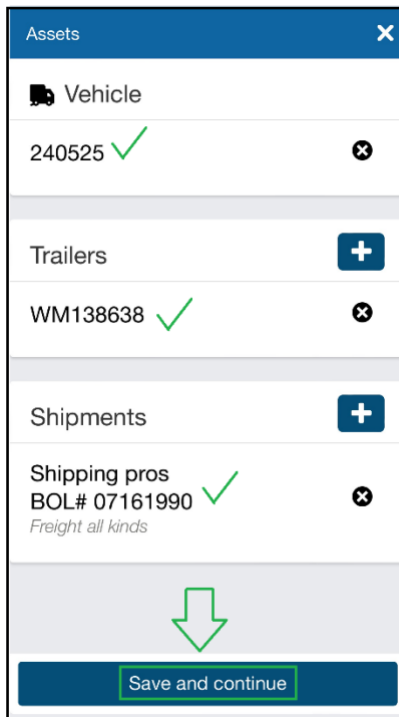 Assets
Vehicle
240525
Trailers
WM138638
Shipments
Shipping pros
BOL# 07161990
Freight all kinds
Save and continue